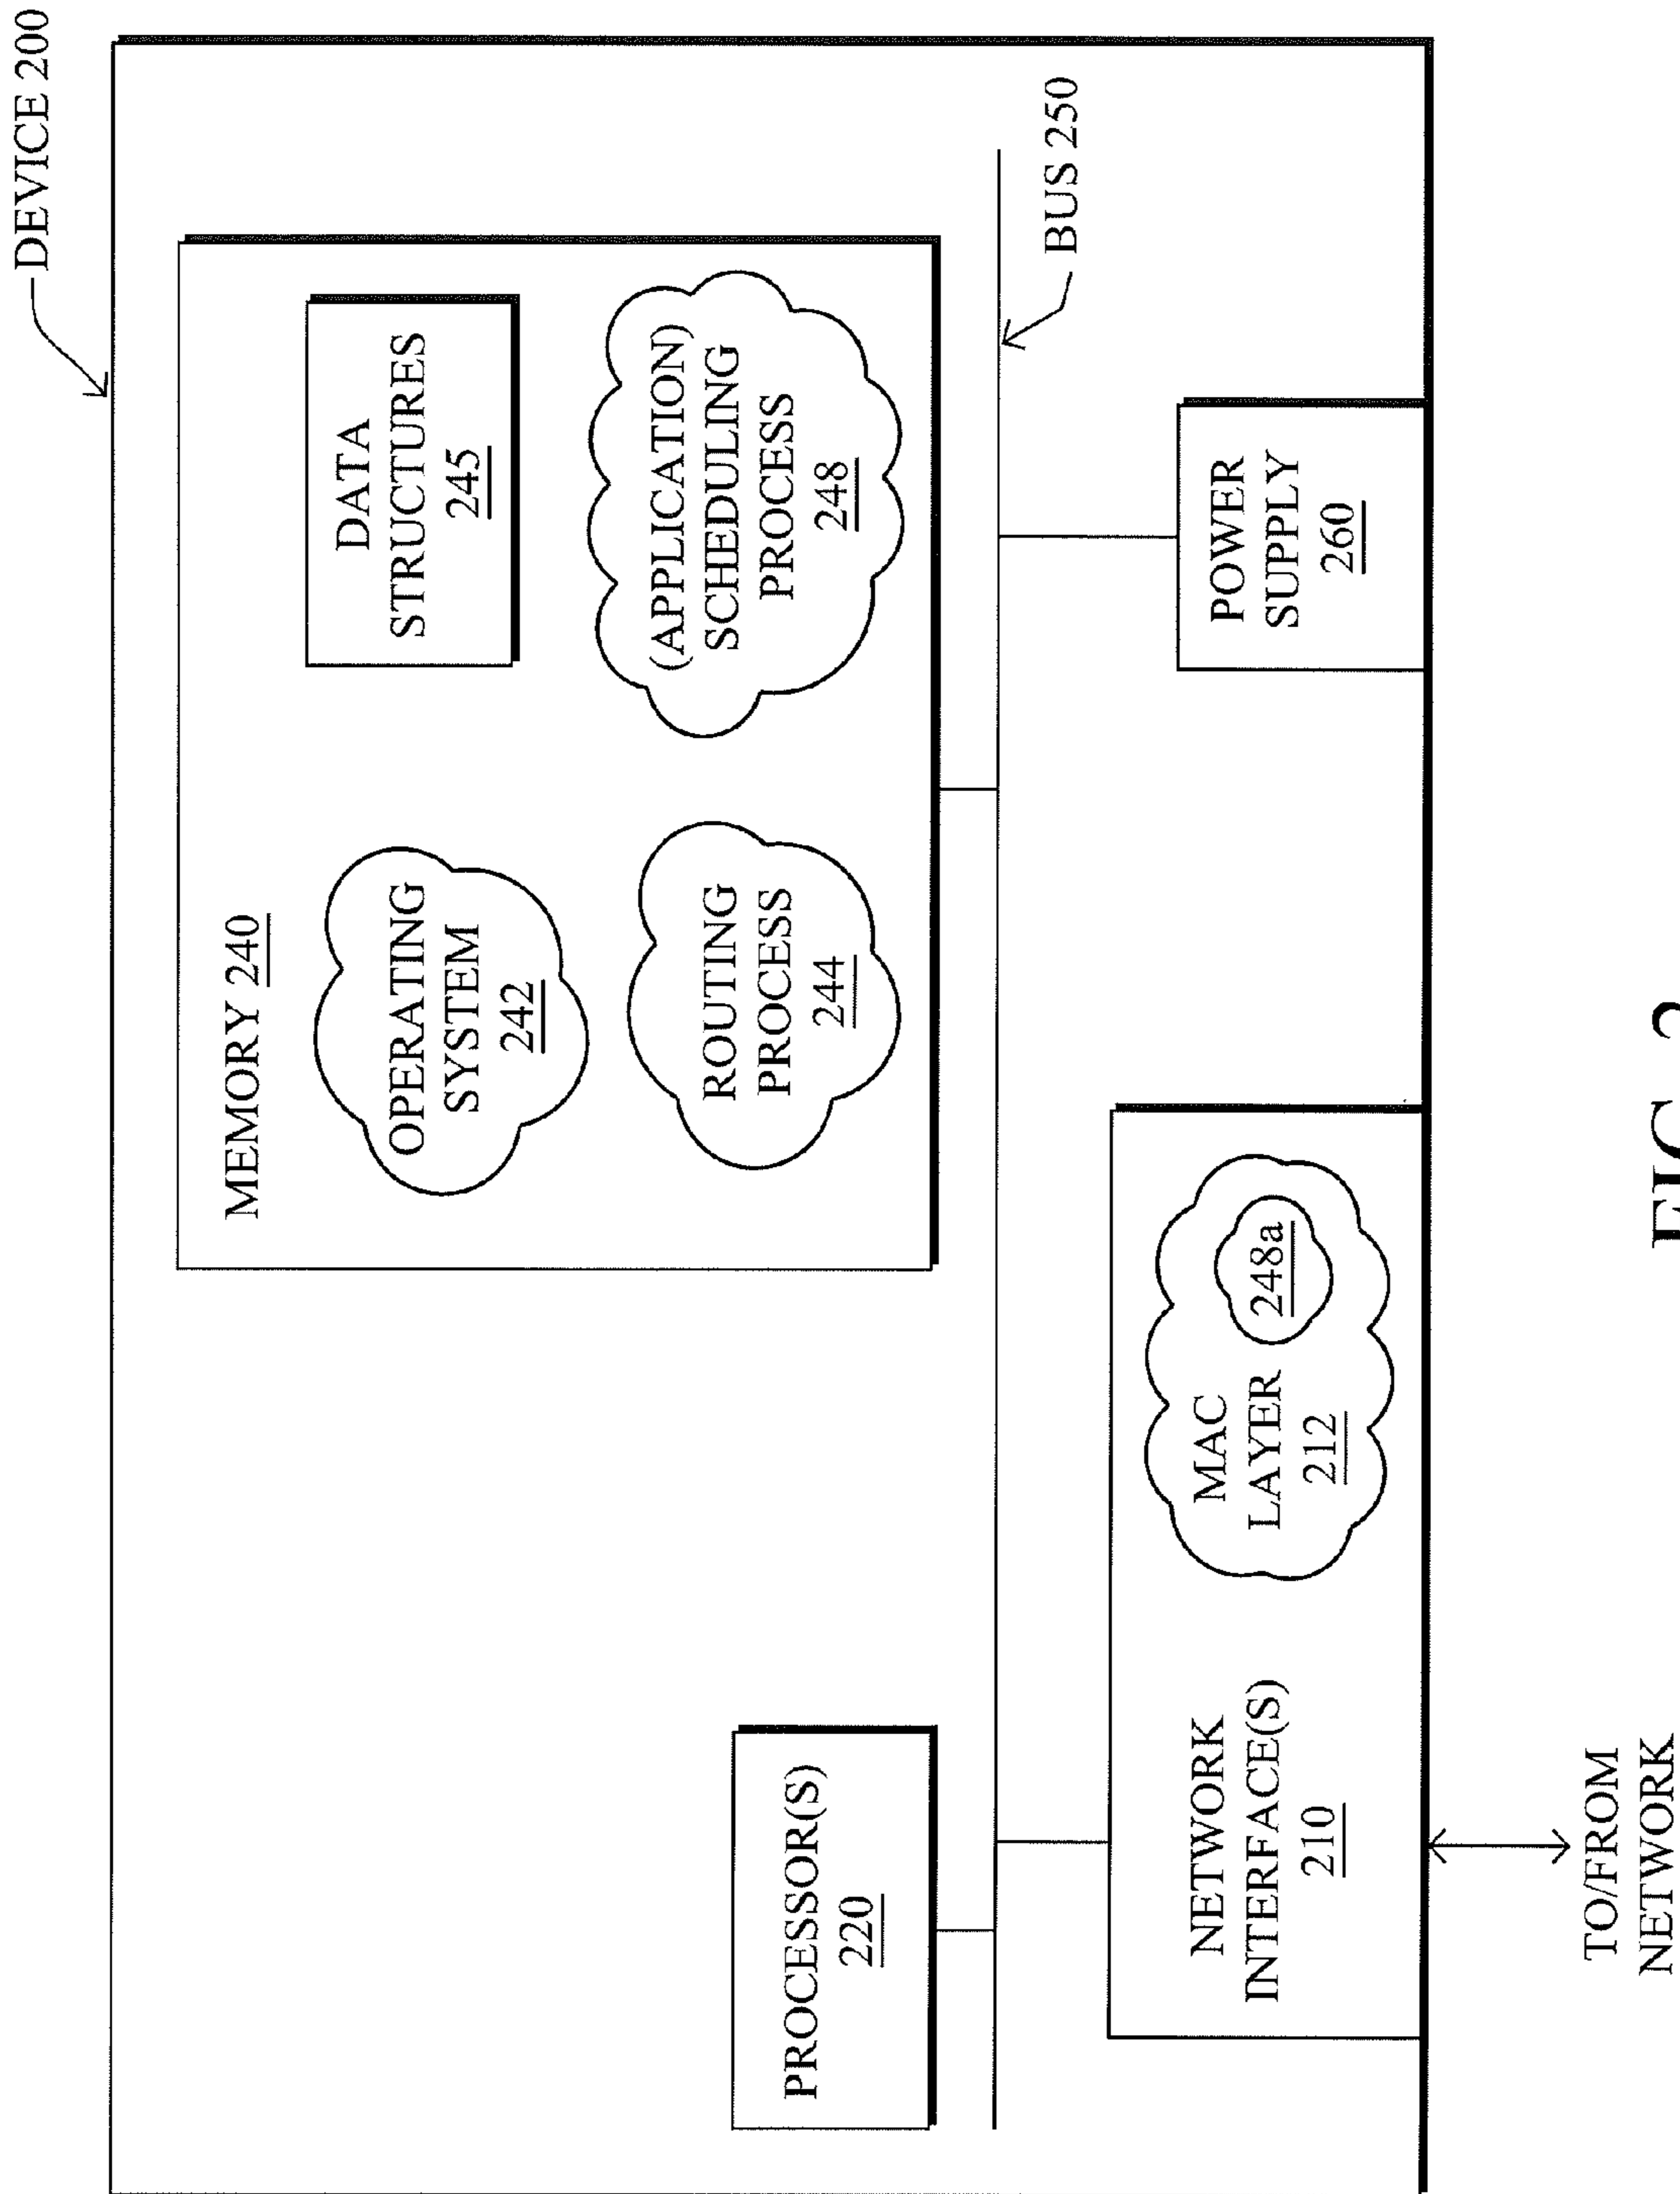 DEVICE 200
MEMORY 240
OPERATING
SYSTEM
242
DATA
STRUCTURES
245
ROUTING
PROCESS
244
(APPLICATION)
SCHEDULING
PROCESS
248
PROCESSOR(S)
220
BUS 250
NETWORK
INTERFACE(S)
210
MAC
LAYER
212
248a
POWER
SUPPLY
260
TO/FROM
NETWORK
FIG.